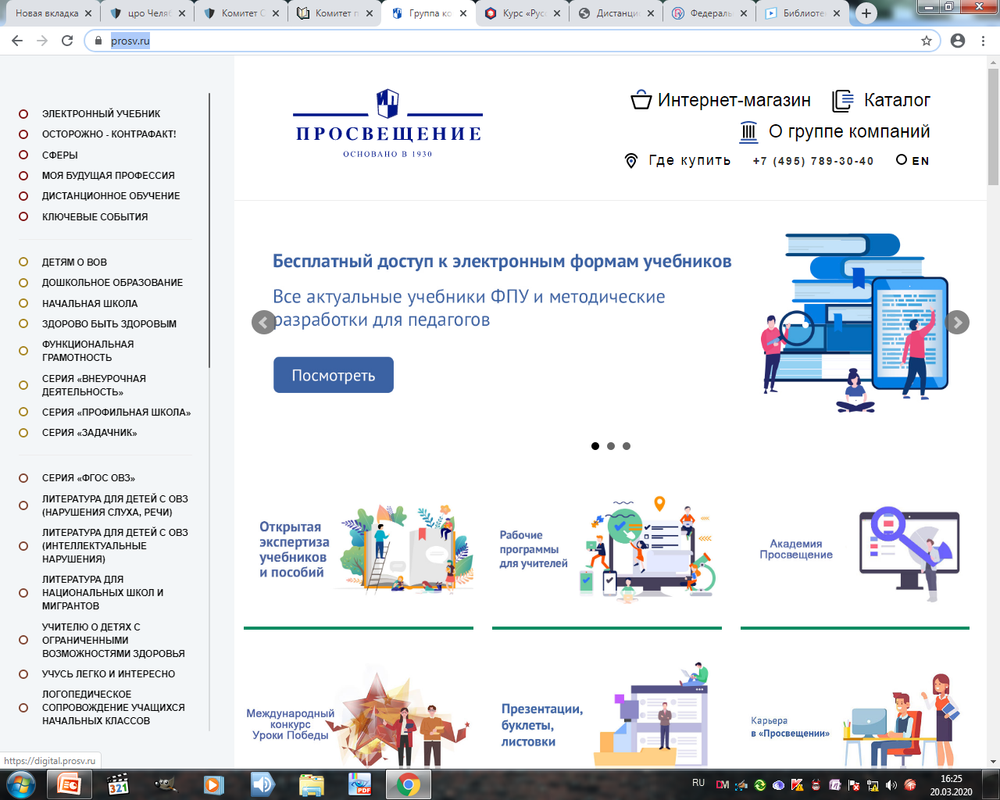 Новая вкладка
цро Челяб
Комитет С
Комитет п
Группа ко
Курс «Рус
Дистанци
Федераль
Библиотек
prosv.ru
ЭЛЕКТРОННЫЙ УЧЕБНИК
ОСТОРОЖНО - КОНТРАФАКТ!
СФЕРЫ
МОЯ БУДУЩАЯ ПРОФЕССИЯ
ДИСТАНЦИОННОЕ ОБУЧЕНИЕ
КЛЮЧЕВЫЕ СОБЫТИЯ
ДЕТЯМ О ВОВ
ДОШКОЛЬНОЕ ОБРАЗОВАНИЕ
НАЧАЛЬНАЯ ШКОЛА
ЗДОРОВО БЫТЬ ЗДОРОВЫМ
ФУНКЦИОНАЛЬНАЯ
ГРАМОТНОСТЬ
СЕРИЯ «ВНЕУРОЧНАЯ
ДЕЯТЕЛЬНОСТЬ»
СЕРИЯ «ПРОФИЛЬНАЯ ШКОЛА»
СЕРИЯ «ЗАДАЧНИК»
СЕРИЯ «ФГОС ОВЗ»
ЛИТЕРАТУРА ДЛЯ ДЕТЕЙ С ОВЗ
(НАРУШЕНИЯ СЛУХА, РЕЧИ)
ЛИТЕРАТУРА ДЛЯ ДЕТЕЙ С ОВЗ
(ИНТЕЛЛЕКТУАЛЬНЫЕ
НАРУШЕНИЯ)
ЛИТЕРАТУРА ДЛЯ
НАЦИОНАЛЬНЫХ ШКОЛ И
МИГРАНТОВ
УЧИТЕЛЮ О ДЕТЯХ С
ОГРАНИЧЕННЫМИ
ВОЗМОЖНОСТЯМИ ЗДОРОВЬЯ
УЧУСЬ ЛЕГКО И ИНТЕРЕСНО
ЛОГОПЕДИЧЕСКОЕ
СОПРОВОЖДЕНИЕ УЧАЩИХСЯ
НАЧАЛЬНЫХ КЛАССОВ
ИП
ПРОСВЕЩЕНИЕ
ОСНОВАНО В 1930
Интернет-магазин Каталог
О группе компаний
Где купить +7 (495) 789-30-40 EN
Бесплатный доступ к электронным формам учебников
Все актуальные учебники ФПУ и методические
разработки для педагогов
Посмотреть
Открытая
экспертиза
учебников
и пособий
Рабочие
программы
для учителей
Академия
Просвещение
Международный
конкурс
Уроки Победы
Презентации,
буклеты,
листовки
Карьера
в «Просвещении»
https://digital.prosv.ru
321
PDF
RU
16:25
20.03.2020